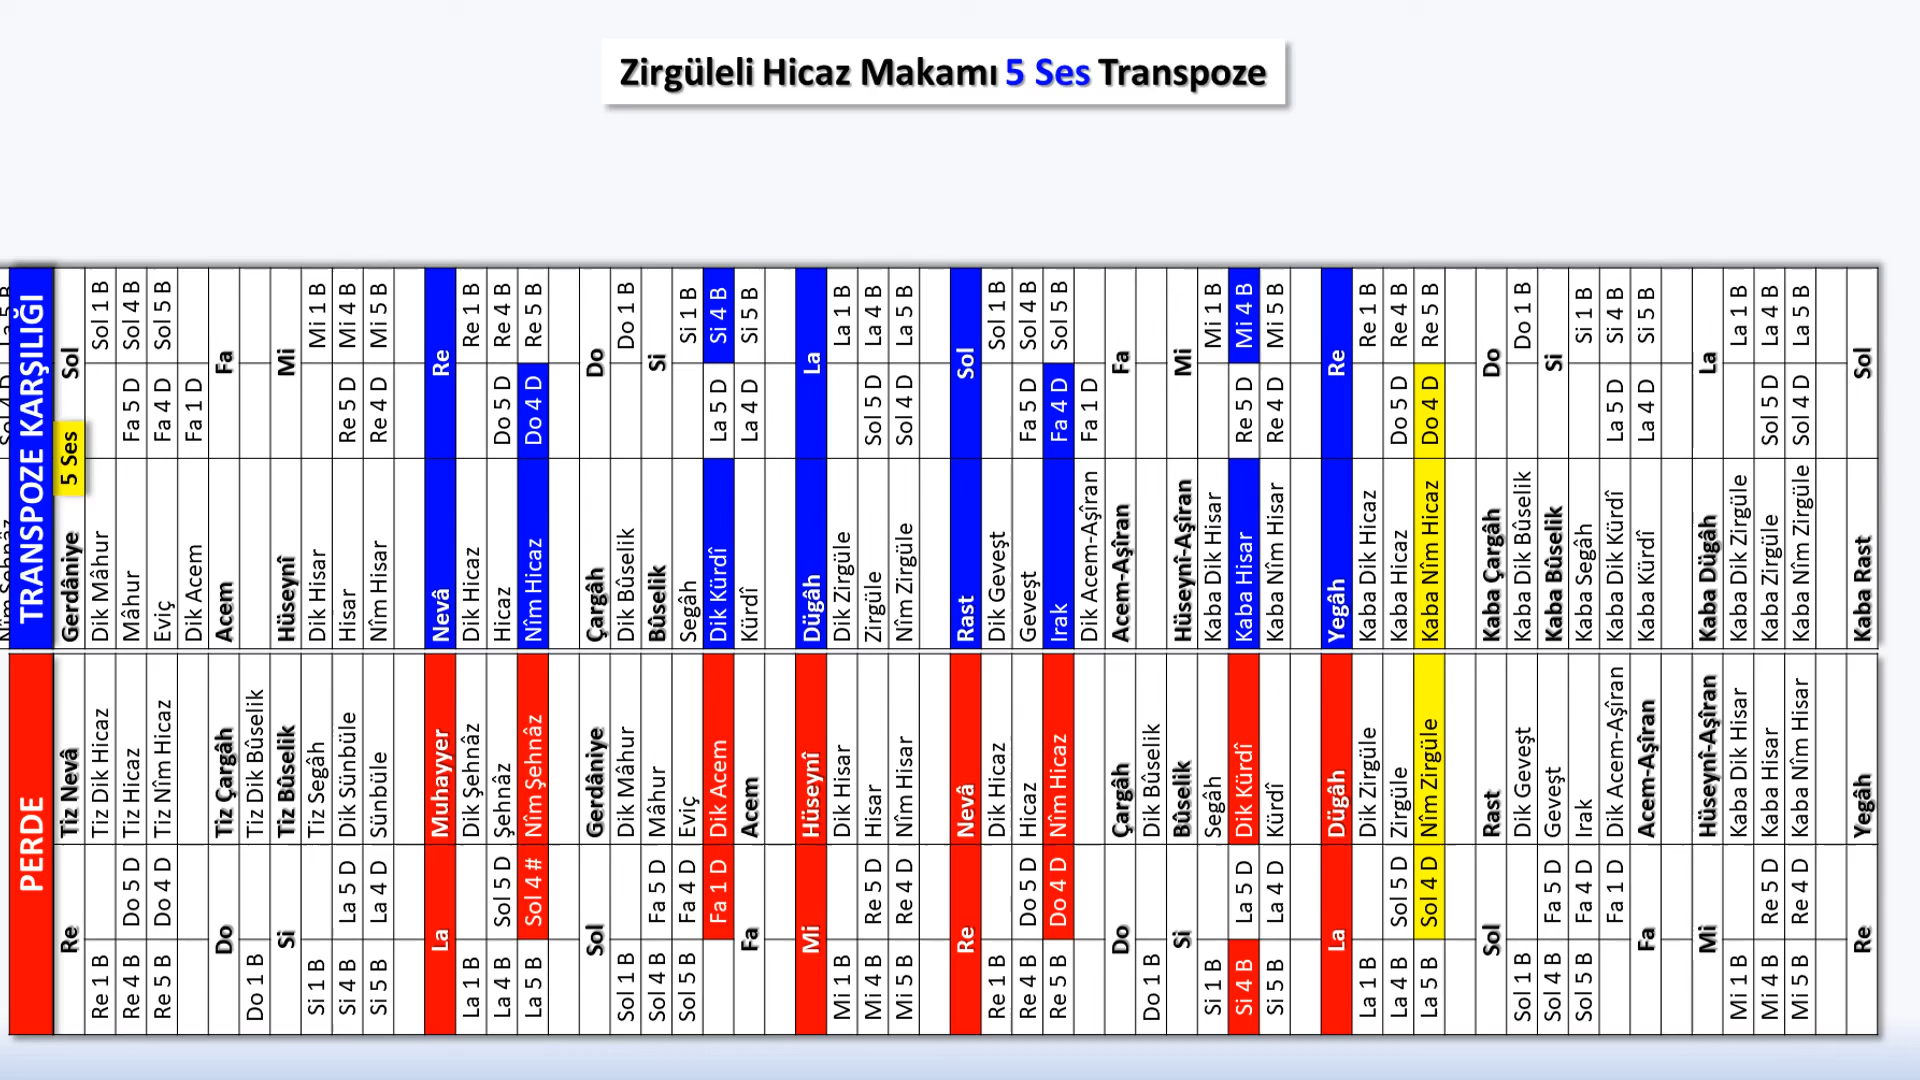 Zirgüleli Hicaz Makamı 5 Ses Transpoze
PERDE TRANSPOZE KARŞILIĞI
Re Tiz Nevâ Gerdâniye 5 Ses Sol
Re 1 B Tiz Dik Hicaz Dik Mâhur Sol 1 B
Re 4 B Do 5 D Tiz Hicaz Mâhur Fa 5 D Sol 4 B
Re 5 B Do 4 D Tiz Nîm Hicaz Eviç Fa 4 D Sol 5 B
Dik Acem Fa 1 D
Do Tiz Çargâh Acem Fa
Do 1 B Tiz Dik Bûselik
Si Tiz Bûselik Hüseynî Mi
Si 1 B Tiz Segâh Dik Hisar Mi 1 B
Si 4 B La 5 D Dik Sünbüle Hisar Re 5 D Mi 4 B
Si 5 B La 4 D Sünbüle Nîm Hisar Re 4 D Mi 5 B
La Muhayyer Nevâ Re
La 1 B Dik Şehnâz Dik Hicaz Re 1 B
La 4 B Sol 5 D Şehnâz Hicaz Do 5 D Re 4 B
La 5 B Sol 4 # Nîm Şehnâz Nîm Hicaz Do 4 D Re 5 B
Sol Gerdâniye Çargâh Do
Sol 1 B Dik Mâhur Dik Bûselik Do 1 B
Sol 4 B Fa 5 D Mâhur Bûselik Si
Sol 5 B Fa 4 D Eviç Segâh Si 1 B
Fa 1 D Dik Acem Dik Kürdî La 5 D Si 4 B
Fa Acem Kürdî La 4 D Si 5 B
Mi Hüseynî Dügâh La
Mi 1 B Dik Hisar Dik Zirgüle La 1 B
Mi 4 B Re 5 D Hisar Zirgüle Sol 5 D La 4 B
Mi 5 B Re 4 D Nîm Hisar Nîm Zirgüle Sol 4 D La 5 B
Re Nevâ Rast Sol
Re 1 B Dik Hicaz Dik Geveşt Sol 1 B
Re 4 B Do 5 D Hicaz Geveşt Fa 5 D Sol 4 B
Re 5 B Do 4 D Nîm Hicaz Irak Fa 4 D Sol 5 B
Dik Acem-Aşîran Fa 1 D
Do Çargâh Acem-Aşîran Fa
Do 1 B Dik Bûselik
Si Bûselik Hüseynî-Aşîran Mi
Si 1 B Segâh Kaba Dik Hisar Mi 1 B
Si 4 B La 5 D Dik Kürdî Kaba Hisar Re 5 D Mi 4 B
Si 5 B La 4 D Kürdî Kaba Nîm Hisar Re 4 D Mi 5 B
La Dügâh Yegâh Re
La 1 B Dik Zirgüle Kaba Dik Hicaz Re 1 B
La 4 B Sol 5 D Zirgüle Kaba Hicaz Do 5 D Re 4 B
La 5 B Sol 4 D Nîm Zirgüle Kaba Nîm Hicaz Do 4 D Re 5 B
Sol Rast Kaba Çargâh Do
Sol 1 B Dik Geveşt Kaba Dik Bûselik Do 1 B
Sol 4 B Fa 5 D Geveşt Kaba Bûselik Si
Sol 5 B Fa 4 D Irak Kaba Segâh Si 1 B
Fa 1 D Dik Acem-Aşîran Kaba Dik Kürdî La 5 D Si 4 B
Fa Acem-Aşîran Kaba Kürdî La 4 D Si 5 B
Mi Hüseynî-Aşîran Kaba Dügâh La
Mi 1 B Kaba Dik Hisar Kaba Dik Zirgüle La 1 B
Mi 4 B Re 5 D Kaba Hisar Kaba Zirgüle Sol 5 D La 4 B
Mi 5 B Re 4 D Kaba Nîm Hisar Kaba Nîm Zirgüle Sol 4 D La 5 B
Re Yegâh Kaba Rast Sol